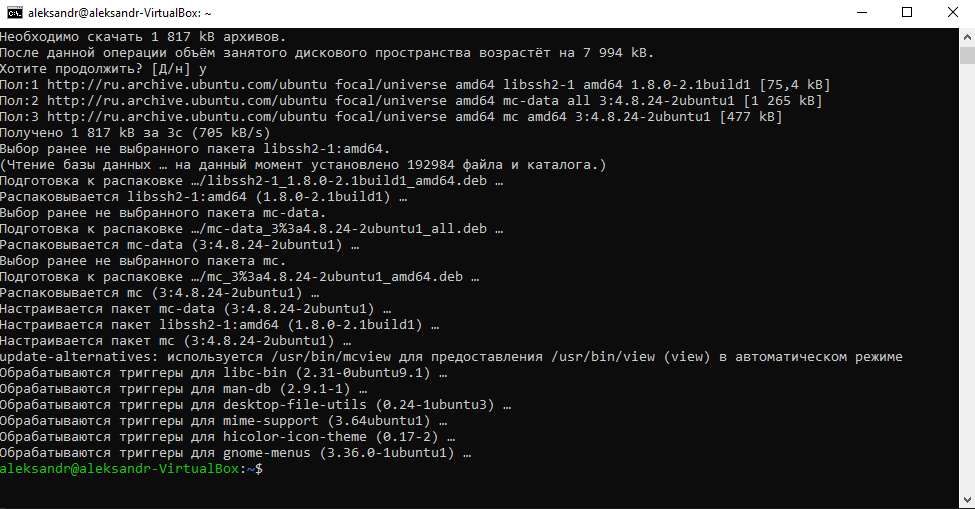 aleksandr@aleksandr-VirtualBox: ~
Необходимо скачать 1 817 kB архивов.
После данной операции объём занятого дискового пространства возрастёт на 7 994 kB.
Хотите продолжить? [Д/н] y
Пол:1 http://ru.archive.ubuntu.com/ubuntu focal/universe amd64 libssh2-1 amd64 1.8.0-2.1build1 [75,4 kB]
Пол:2 http://ru.archive.ubuntu.com/ubuntu focal/universe amd64 mc-data all 3:4.8.24-2ubuntu1 [1 265 kB]
Пол:3 http://ru.archive.ubuntu.com/ubuntu focal/universe amd64 mc amd64 3:4.8.24-2ubuntu1 [477 kB]
Получено 1 817 kB за 3с (705 kB/s)
Выбор ранее не выбранного пакета libssh2-1:amd64.
(Чтение базы данных … на данный момент установлено 192984 файла и каталога.)
Подготовка к распаковке …/libssh2-1_1.8.0-2.1build1_amd64.deb …
Распаковывается libssh2-1:amd64 (1.8.0-2.1build1) …
Выбор ранее не выбранного пакета mc-data.
Подготовка к распаковке …/mc-data_3%3a4.8.24-2ubuntu1_all.deb …
Распаковывается mc-data (3:4.8.24-2ubuntu1) …
Выбор ранее не выбранного пакета mc.
Подготовка к распаковке …/mc_3%3a4.8.24-2ubuntu1_amd64.deb …
Распаковывается mc (3:4.8.24-2ubuntu1) …
Настраивается пакет mc-data (3:4.8.24-2ubuntu1) …
Настраивается пакет libssh2-1:amd64 (1.8.0-2.1build1) …
Настраивается пакет mc (3:4.8.24-2ubuntu1) …
update-alternatives: используется /usr/bin/mcview для предоставления /usr/bin/view (view) в автоматическом режиме
Обрабатываются триггеры для libc-bin (2.31-0ubuntu9.1) …
Обрабатываются триггеры для man-db (2.9.1-1) …
Обрабатываются триггеры для desktop-file-utils (0.24-1ubuntu3) …
Обрабатываются триггеры для mime-support (3.64ubuntu1) …
Обрабатываются триггеры для hicolor-icon-theme (0.17-2) …
Обрабатываются триггеры для gnome-menus (3.36.0-1ubuntu1) …
aleksandr@aleksandr-VirtualBox:~$